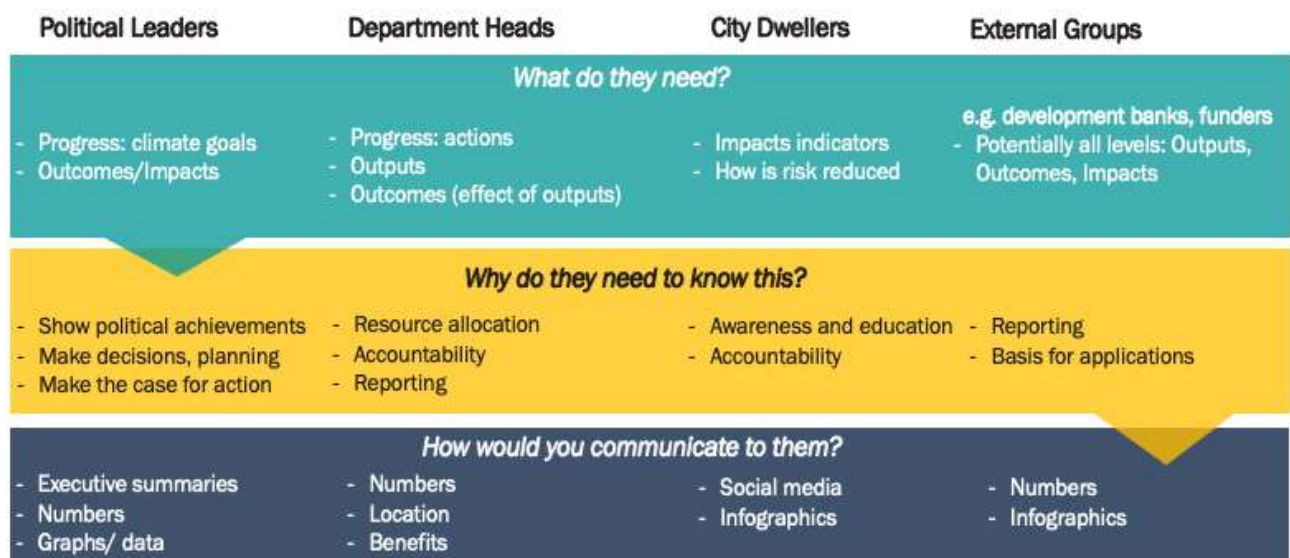 Political Leaders
Department Heads
City Dwellers
External Groups
What do they need?
- Progress: climate goals
- Outcomes/Impacts
- Progress: actions
- Outputs
- Outcomes (effect of outputs)
- Impacts indicators
- How is risk reduced
e.g. development banks, funders
- Potentially all levels: Outputs,
Outcomes, Impacts
Why do they need to know this?
- Show political achievements
- Make decisions, planning
- Make the case for action
- Resource allocation
- Accountability
- Reporting
- Awareness and education
- Accountability
- Reporting
- Basis for applications
How would you communicate to them?
- Executive summaries
- Numbers
- Graphs/ data
- Numbers
- Location
- Benefits
- Social media
- Infographics
- Numbers
- Infographics